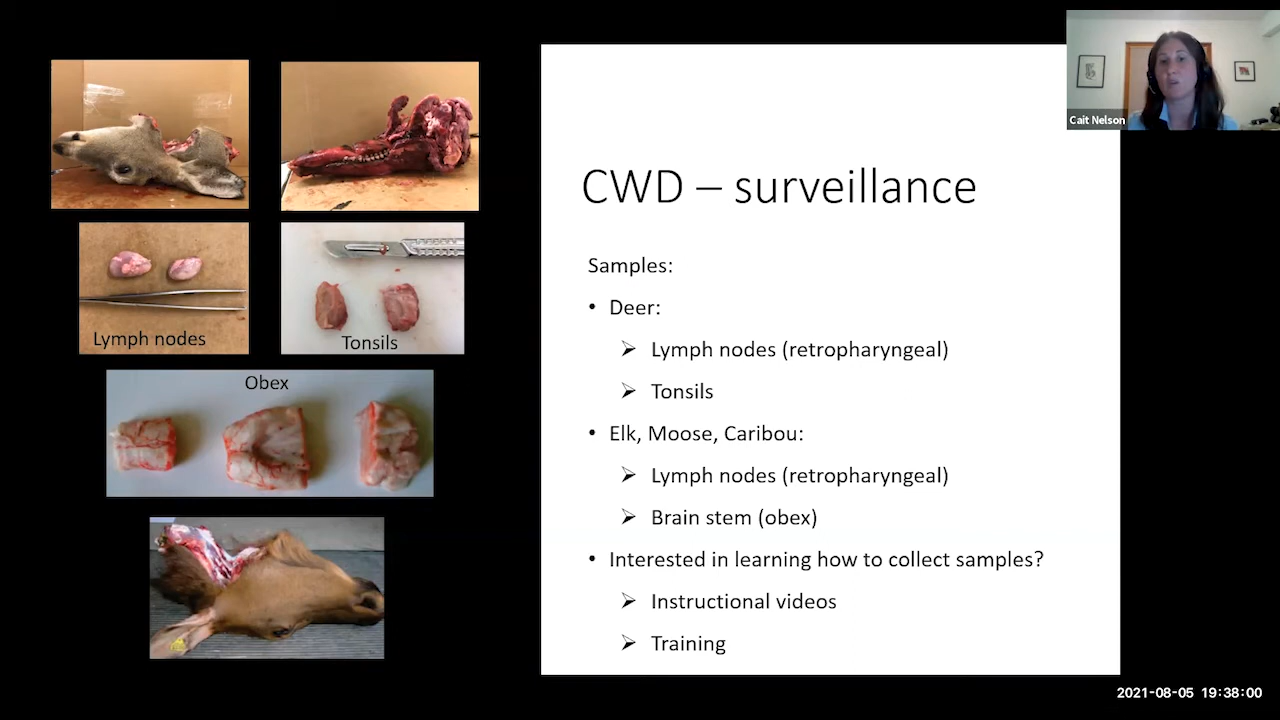 Cait Nelson
CWD – surveillance
Samples:
• Deer:
➢ Lymph nodes (retropharyngeal)
➢ Tonsils
• Elk, Moose, Caribou:
➢ Lymph nodes (retropharyngeal)
➢ Brain stem (obex)
• Interested in learning how to collect samples?
➢ Instructional videos
➢ Training
Lymph nodes
Tonsils
Obex
2021-08-05 19:38:00